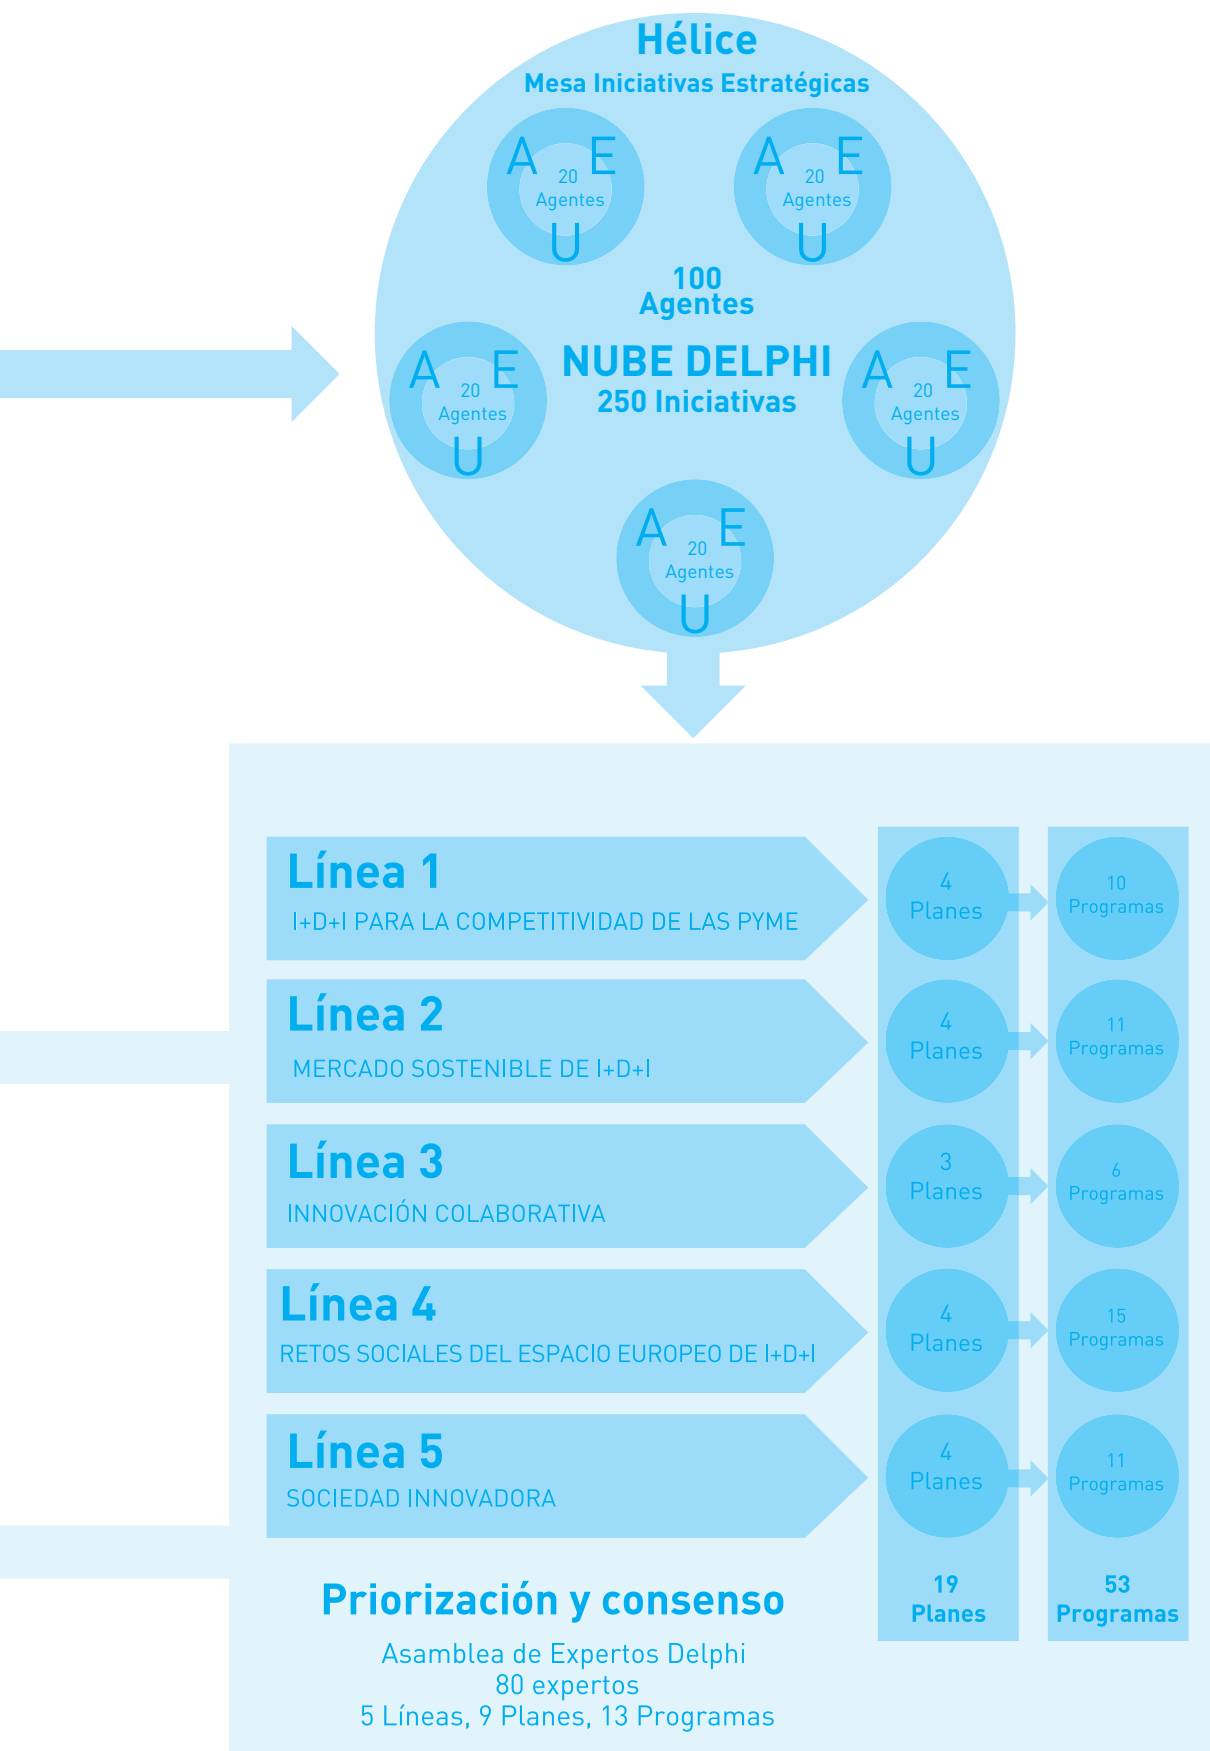 Hélice
Mesa Iniciativas Estratégicas
A E
20
Agentes
U
A E
20
Agentes
U
100
Agentes
NUBE DELPHI
250 Iniciativas
A E
20
Agentes
U
A E
20
Agentes
U
A E
20
Agentes
U
Línea 1
I+D+I PARA LA COMPETITIVIDAD DE LAS PYME
4
Planes
10
Programas
Línea 2
MERCADO SOSTENIBLE DE I+D+I
4
Planes
11
Programas
Línea 3
INNOVACIÓN COLABORATIVA
3
Planes
6
Programas
Línea 4
RETOS SOCIALES DEL ESPACIO EUROPEO DE I+D+I
4
Planes
15
Programas
Línea 5
SOCIEDAD INNOVADORA
4
Planes
11
Programas
19
Planes
53
Programas
Priorización y consenso
Asamblea de Expertos Delphi
80 expertos
5 Líneas, 9 Planes, 13 Programas